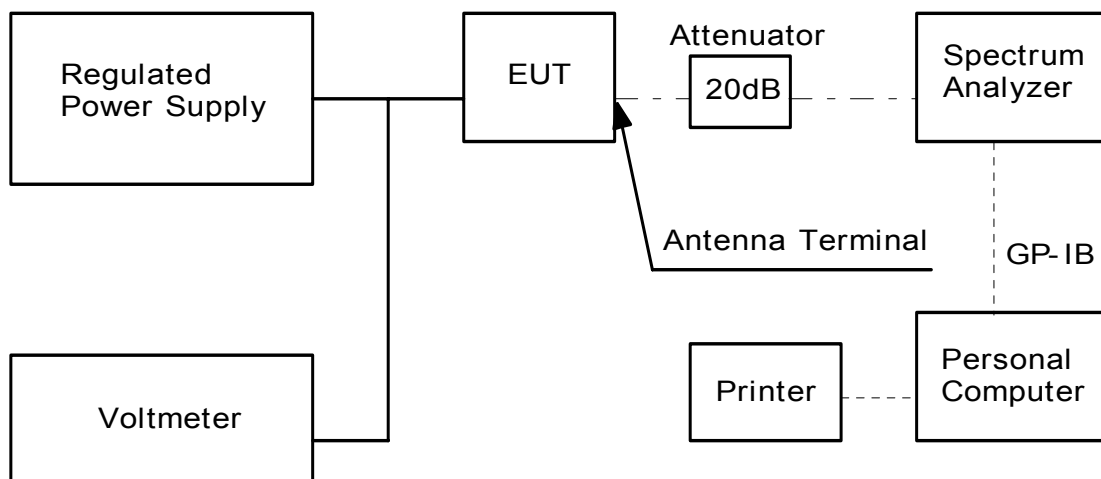 Regulated
Power Supply
EUT
Attenuator
20dB
Spectrum
Analyzer
Antenna Terminal
GP-IB
Voltmeter
Printer
Personal
Computer